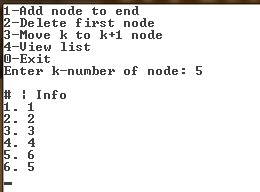 1-Add node to end
2-Delete first node
3-Move k to k+1 node
4-View list
0-Exit
Enter k-number of node: 5
# ¦ Info
1. 1
2. 2
3. 3
4. 4
5. 6
6. 5